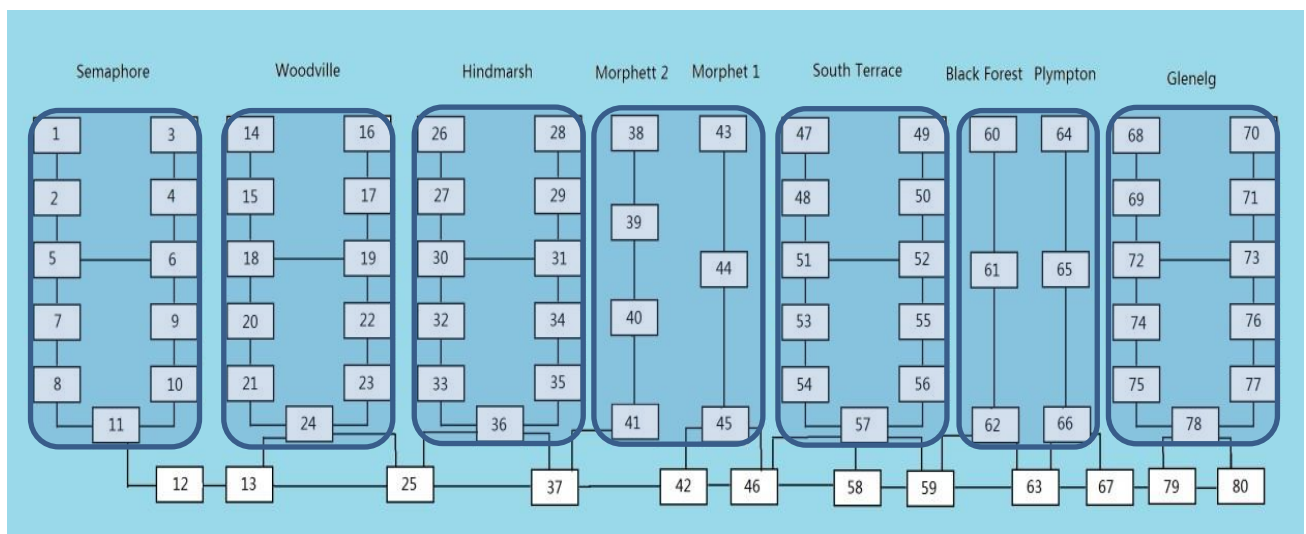 Semaphore Woodville Hindmarsh Morphett 2 Morphet 1 South Terrace Black Forest Plympton Glenelg
1 3 14 16 26 28 38 43 47 49 60 64 68 70
2 4 15 17 27 29 39 48 50 69 71
5 6 18 19 30 31 44 51 52 61 65 72 73
7 9 20 22 32 34 40 53 55 74 76
8 10 21 23 33 35 54 56 75 77
11 24 36 41 45 57 62 66 78
12 13 25 37 42 46 58 59 63 67 79 80